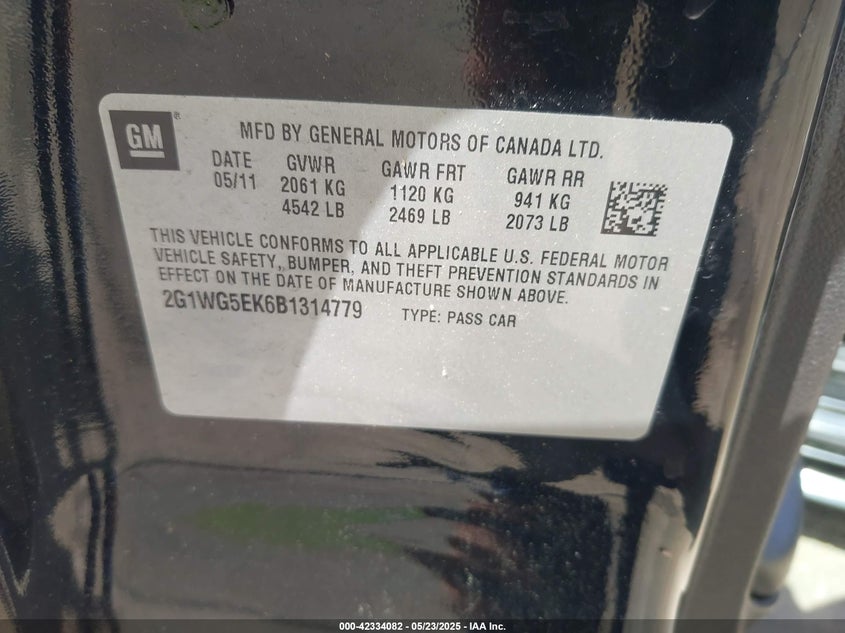 GM
MFD BY GENERAL MOTORS OF CANADA LTD.
DATE GVWR GAWR FRT GAWR RR
05/11 2061 KG 1120 KG 941 KG
4542 LB 2469 LB 2073 LB
THIS VEHICLE CONFORMS TO ALL APPLICABLE U.S. FEDERAL MOTOR
VEHICLE SAFETY, BUMPER, AND THEFT PREVENTION STANDARDS IN
EFFECT ON THE DATE OF MANUFACTURE SHOWN ABOVE.
2G1WG5EK6B1314779 TYPE: PASS CAR
000-42334082 - 05/23/2025 - IAA Inc.